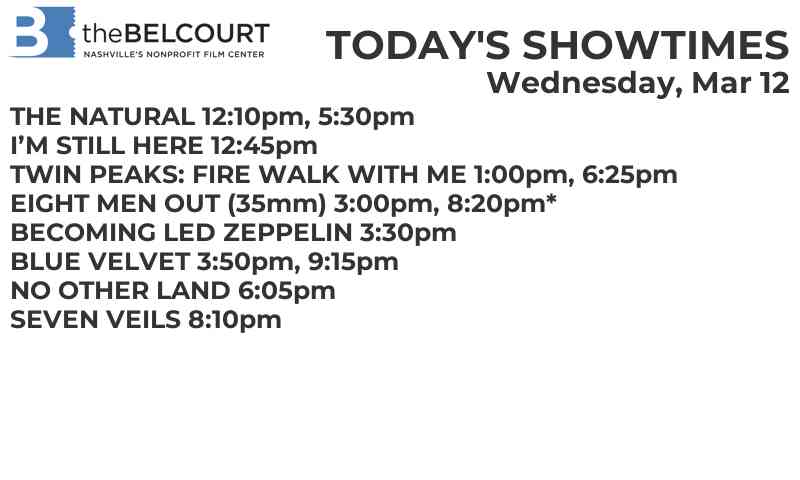 B theBELCOURT
NASHVILLE'S NONPROFIT FILM CENTER
TODAY'S SHOWTIMES
Wednesday, Mar 12
THE NATURAL 12:10pm, 5:30pm
I’M STILL HERE 12:45pm
TWIN PEAKS: FIRE WALK WITH ME 1:00pm, 6:25pm
EIGHT MEN OUT (35mm) 3:00pm, 8:20pm*
BECOMING LED ZEPPELIN 3:30pm
BLUE VELVET 3:50pm, 9:15pm
NO OTHER LAND 6:05pm
SEVEN VEILS 8:10pm